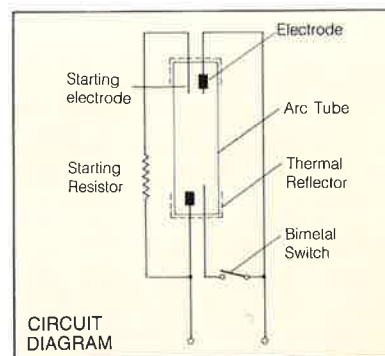 Electrode
Starting
electrode
Arc Tube
Starting
Resistor
Thermal
Reflector
Bimetal
Switch
CIRCUIT
DIAGRAM